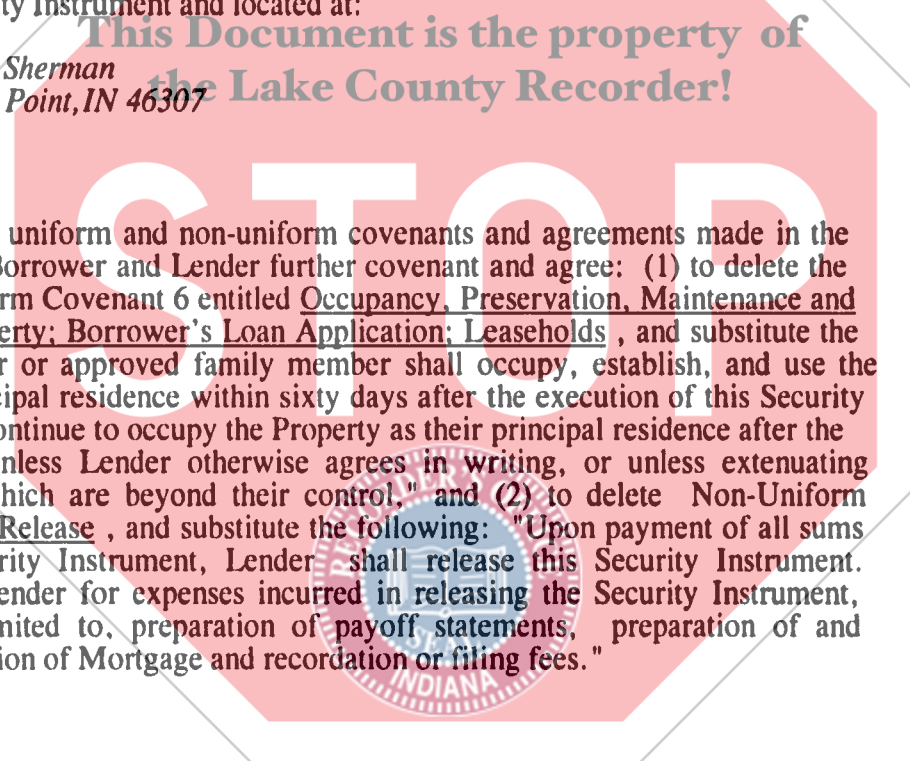 ty Instrument and located at:
This Document is the property of
Sherman
the Lake County Recorder!
Point,IN 46307
STOP
uniform and non-uniform covenants and agreements made in the
Borrower and Lender further covenant and agree: (1) to delete the
rm Covenant 6 entitled Occupancy, Preservation, Maintenance and
erty; Borrower's Loan Application; Leaseholds , and substitute the
r or approved family member shall occupy, establish, and use the
cipal residence within sixty days after the execution of this Security
ontinue to occupy the Property as their principal residence after the
nless Lender otherwise agrees in writing, or unless extenuating
hich are beyond their control," and (2) to delete Non-Uniform
Release , and substitute the following: "Upon payment of all sums
rity Instrument, Lender shall release this Security Instrument.
ender for expenses incurred in releasing the Security Instrument,
mited to, preparation of payoff statements, preparation of and
ion of Mortgage and recordation or filing fees."
RECORDER'S OFFICE
SEAL
INDIANA